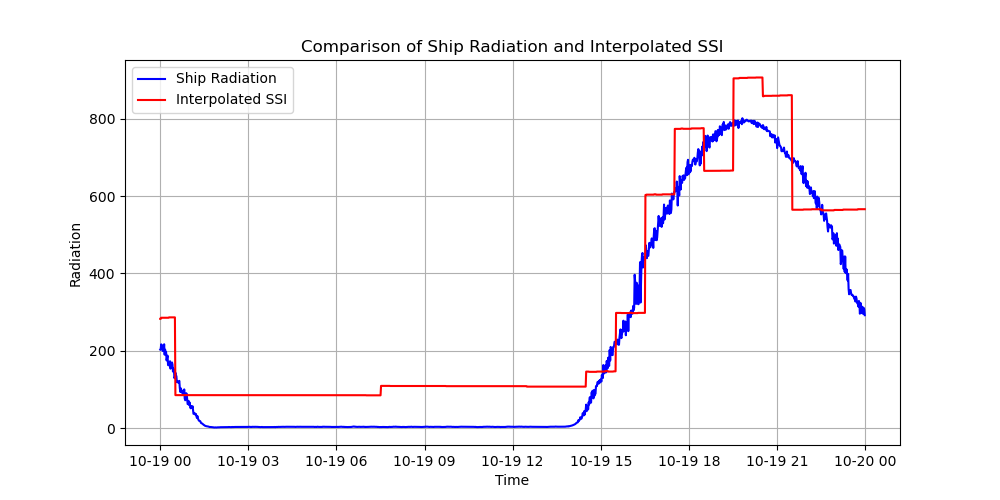 Comparison of Ship Radiation and Interpolated SSI
Ship Radiation
Interpolated SSI
Radiation
800
600
400
200
0
10-19 00 10-19 03 10-19 06 10-19 09 10-19 12 10-19 15 10-19 18 10-19 21 10-20 00
Time